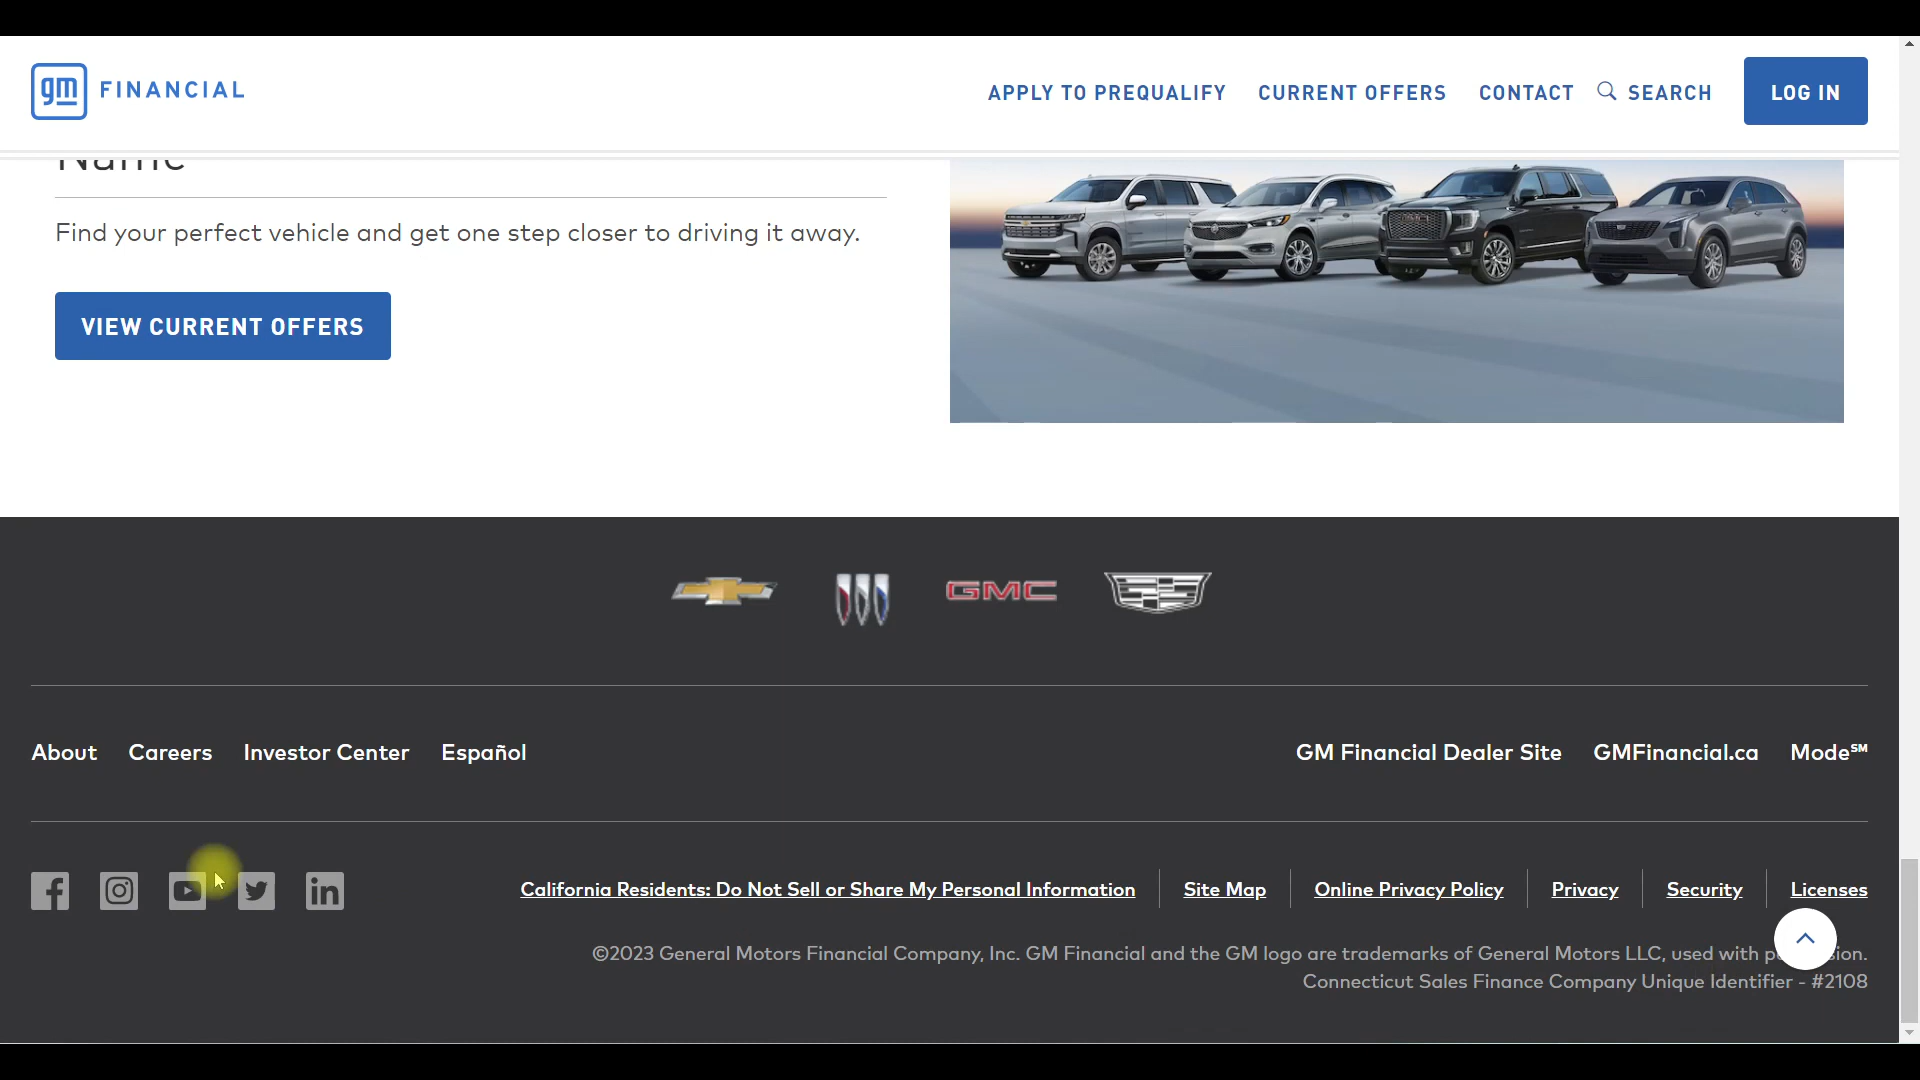 gm FINANCIAL
APPLY TO PREQUALIFY
CURRENT OFFERS
CONTACT
SEARCH
LOG IN
Name
Find your perfect vehicle and get one step closer to driving it away.
VIEW CURRENT OFFERS
GMC
About
Careers
Investor Center
Español
GM Financial Dealer Site
GMFinancial.ca
Mode℠
California Residents: Do Not Sell or Share My Personal Information
Site Map
Online Privacy Policy
Privacy
Security
Licenses
©2023 General Motors Financial Company, Inc. GM Financial and the GM logo are trademarks of General Motors LLC, used with
Connecticut Sales Finance Company Unique Identifier - #2108